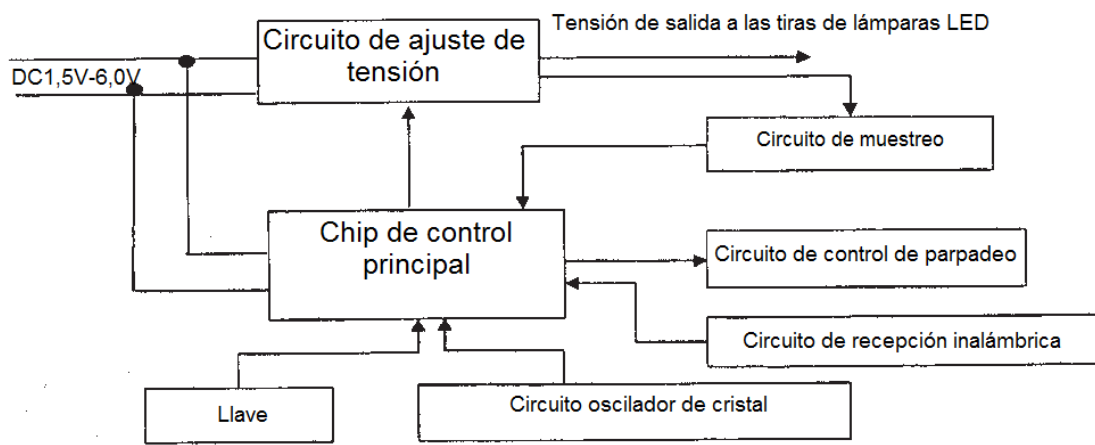 Tensión de salida a las tiras de lámparas LED
Circuito de ajuste de
tensión
DC1,5V-6,0V
Circuito de muestreo
Chip de control
principal
Circuito de control de parpadeo
Circuito de recepción inalámbrica
Llave
Circuito oscilador de cristal